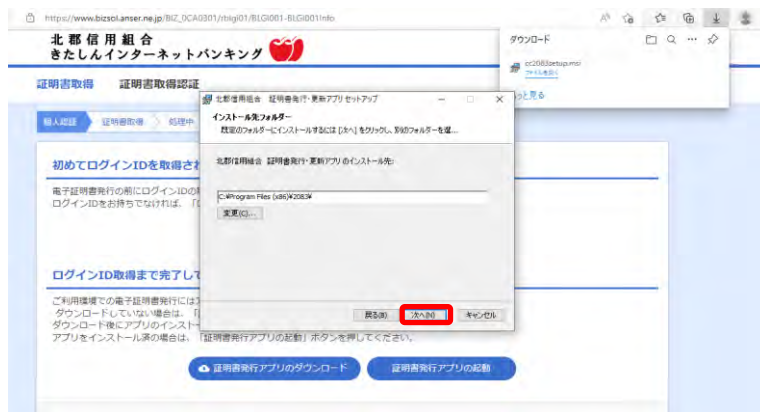 https://www.bizsol.anser.ne.jp/BIZ_0CA0301/rblgi01/BLGI001-BLGI001Info
北郡信用組合
きたしんインターネットバンキング
ダウンロード
cr2083setup.msi
ファイルを開く
っと見る
証明書取得 証明書取得認証
個人認証 証明書取得 処理中
北郡信用組合 証明書発行・更新アプリ セットアップ
インストール先フォルダー
既定のフォルダーにインストールするには [次へ] をクリックし、別のフォルダーを選...
北郡信用組合 証明書発行・更新アプリ のインストール先:
C:¥Program Files (x86)¥2083¥
変更(C)...
戻る(B) 次へ(N) キャンセル
初めてログインIDを取得され
電子証明書発行の前にログインIDの
ログインIDをお持ちでなければ、「
ログインID取得まで完了して
ご利用環境での電子証明書発行には
ダウンロードしていない場合は、「
ダウンロード後にアプリのインスト
アプリをインストール済の場合は、「証明書発行アプリの起動」ボタンを押してください。
証明書発行アプリのダウンロード 証明書発行アプリの起動